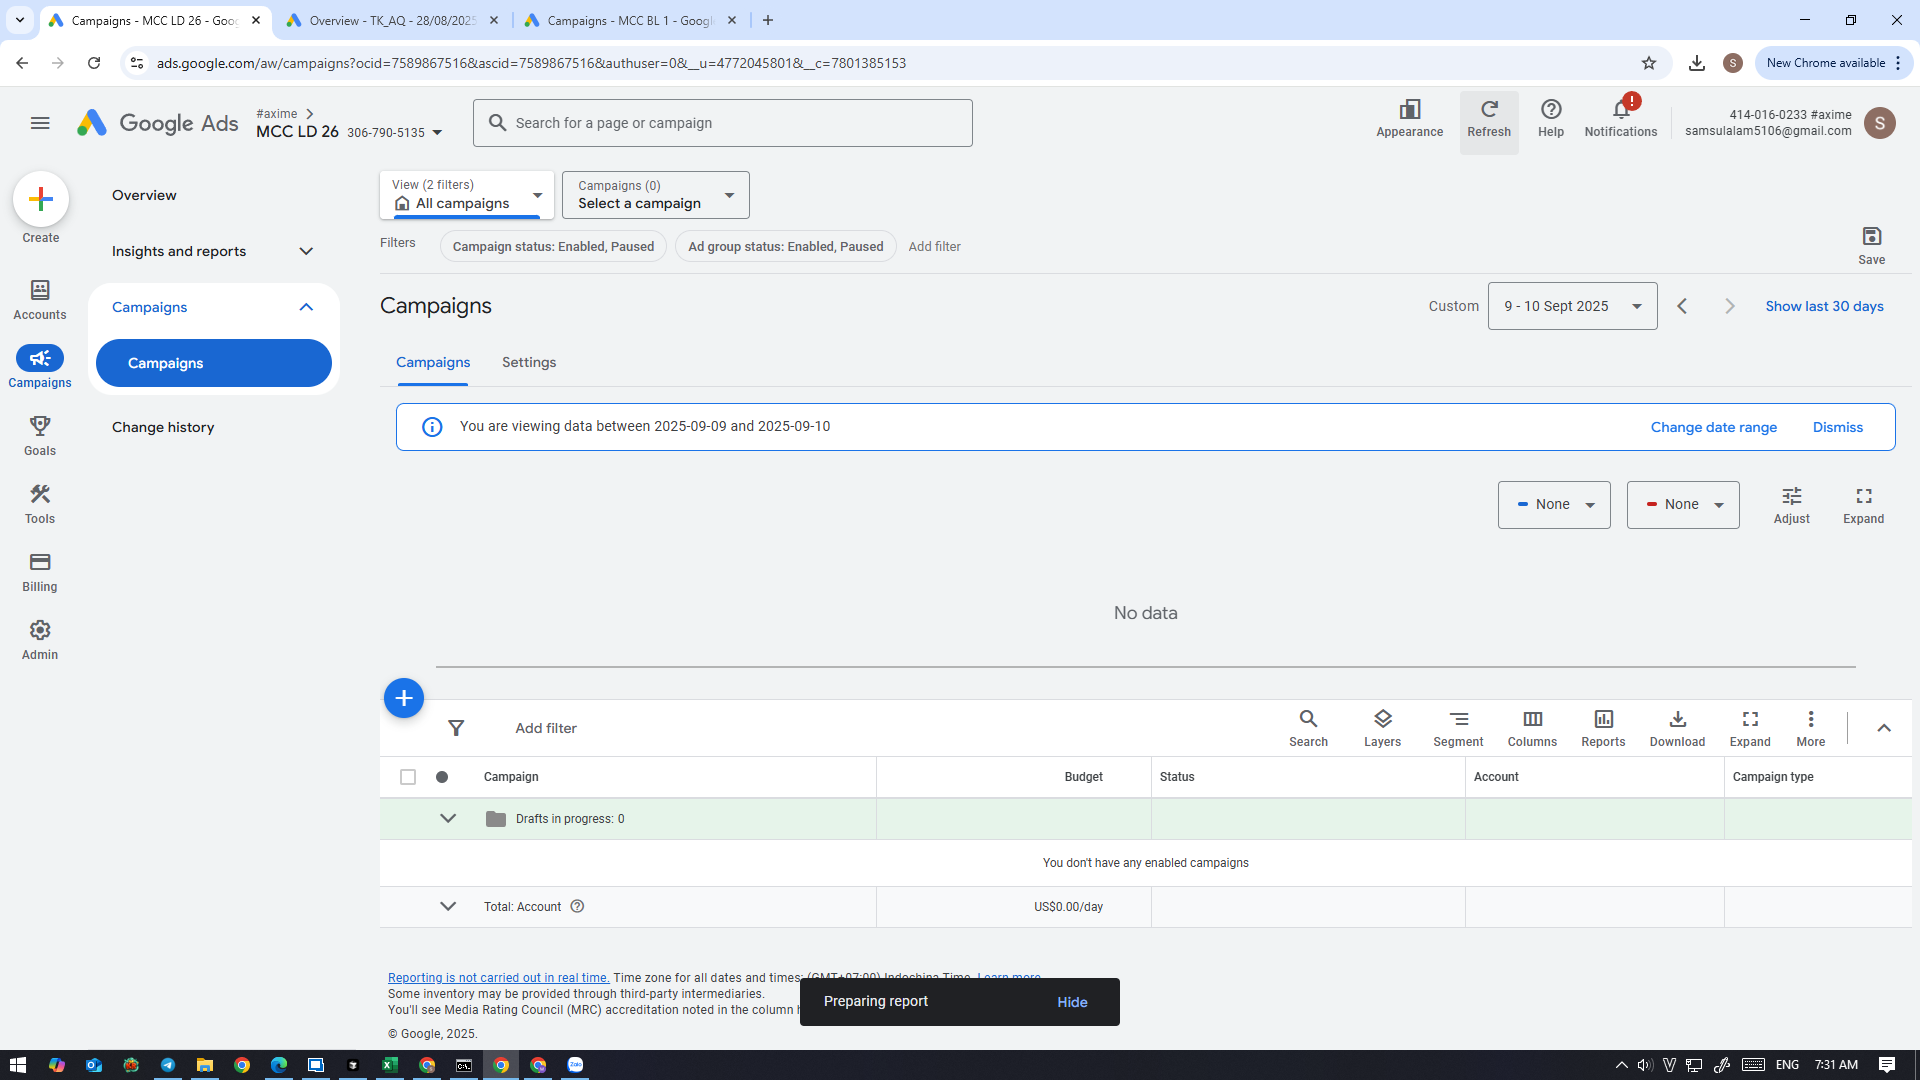 Campaigns - MCC LD 26 - Goog
Overview - TK_AQ - 28/08/2025
Campaigns - MCC BL 1 - Google
ads.google.com/aw/campaigns?ocid=7589867516&ascid=7589867516&authuser=0&__u=4772045801&__c=7801385153
S
New Chrome available
Google Ads
#axime
MCC LD 26 306-790-5135
Search for a page or campaign
Appearance
Refresh
Help
!
Notifications
414-016-0233 #axime
samsulalam5106@gmail.com
S
Create
Accounts
Campaigns
Goals
Tools
Billing
Admin
Overview
Insights and reports
Campaigns
Campaigns
Change history
View (2 filters)
All campaigns
Campaigns (0)
Select a campaign
Filters
Campaign status: Enabled, Paused
Ad group status: Enabled, Paused
Add filter
Save
Campaigns
Custom
9 - 10 Sept 2025
Show last 30 days
Campaigns
Settings
You are viewing data between 2025-09-09 and 2025-09-10
Change date range
Dismiss
None
None
Adjust
Expand
No data
Add filter
Search
Layers
Segment
Columns
Reports
Download
Expand
More
Campaign
Budget
Status
Account
Campaign type
Drafts in progress: 0
You don't have any enabled campaigns
Total: Account
US$0.00/day
Reporting is not carried out in real time. Time zone for all dates and times: (GMT+07:00) Indochina Time. Learn more
Some inventory may be provided through third-party intermediaries.
You'll see Media Rating Council (MRC) accreditation noted in the column h
© Google, 2025.
Preparing report
Hide
ENG
7:31 AM